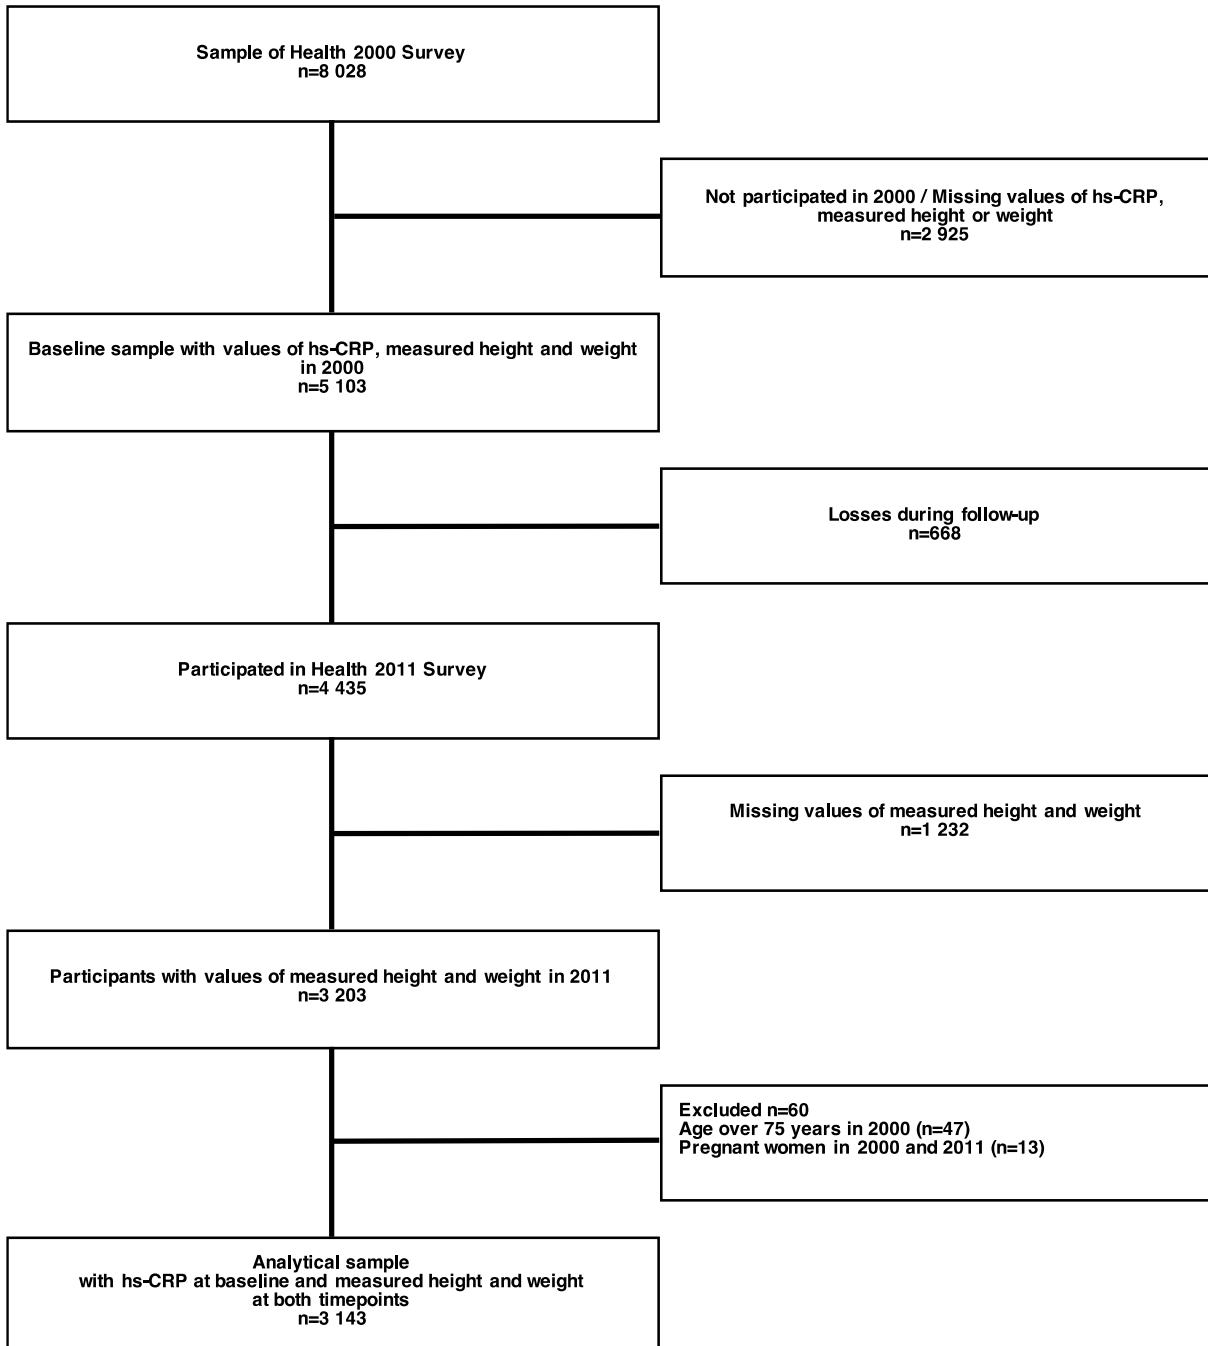 Sample of Health 2000 Survey
n=8 028
Not participated in 2000 / Missing values of hs-CRP,
measured height or weight
n=2 925
Baseline sample with values of hs-CRP, measured height and weight
in 2000
n=5 103
Losses during follow-up
n=668
Participated in Health 2011 Survey
n=4 435
Missing values of measured height and weight
n=1 232
Participants with values of measured height and weight in 2011
n=3 203
Excluded n=60
Age over 75 years in 2000 (n=47)
Pregnant women in 2000 and 2011 (n=13)
Analytical sample
with hs-CRP at baseline and measured height and weight
at both timepoints
n=3 143